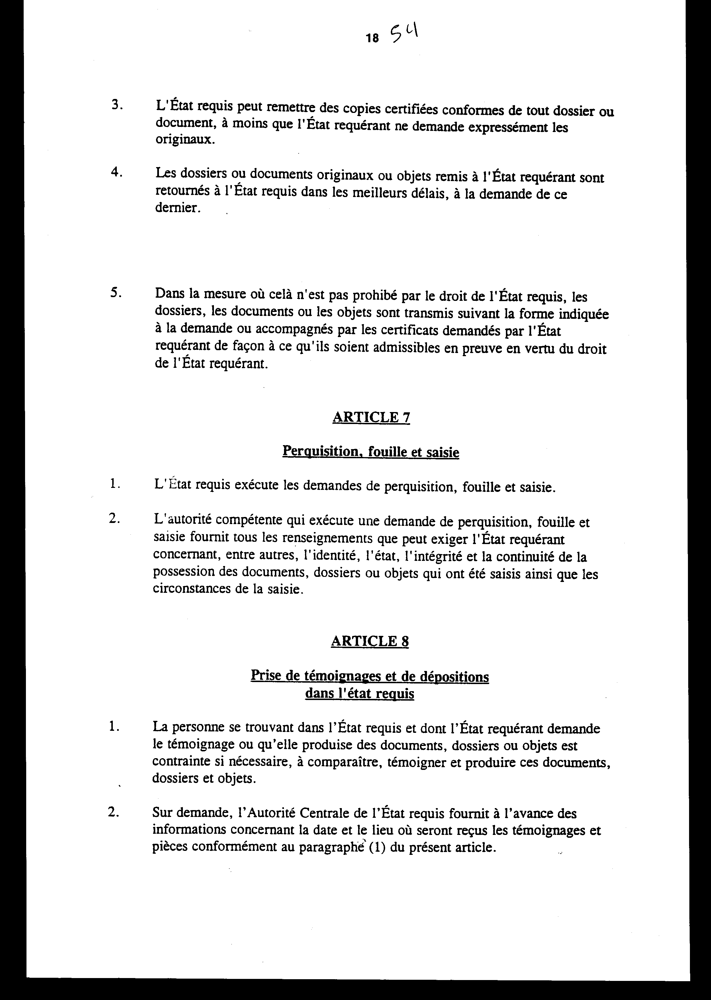 18 54
3. L'État requis peut remettre des copies certifiées conformes de tout dossier ou
document, à moins que l'État requérant ne demande expressément les
originaux.
4. Les dossiers ou documents originaux ou objets remis à l'État requérant sont
retournés à l'État requis dans les meilleurs délais, à la demande de ce
dernier.
5. Dans la mesure où celà n'est pas prohibé par le droit de l'État requis, les
dossiers, les documents ou les objets sont transmis suivant la forme indiquée
à la demande ou accompagnés par les certificats demandés par l'État
requérant de façon à ce qu'ils soient admissibles en preuve en vertu du droit
de l'État requérant.
ARTICLE 7
Perquisition, fouille et saisie
1. L'État requis exécute les demandes de perquisition, fouille et saisie.
2. L'autorité compétente qui exécute une demande de perquisition, fouille et
saisie fournit tous les renseignements que peut exiger l'État requérant
concernant, entre autres, l'identité, l'état, l'intégrité et la continuité de la
possession des documents, dossiers ou objets qui ont été saisis ainsi que les
circonstances de la saisie.
ARTICLE 8
Prise de témoignages et de dépositions
dans l'état requis
1. La personne se trouvant dans l’État requis et dont l’État requérant demande
le témoignage ou qu’elle produise des documents, dossiers ou objets est
contrainte si nécessaire, à comparaître, témoigner et produire ces documents,
dossiers et objets.
2. Sur demande, l’Autorité Centrale de l’État requis fournit à l’avance des
informations concernant la date et le lieu où seront reçus les témoignages et
pièces conformément au paragraphe (1) du présent article.